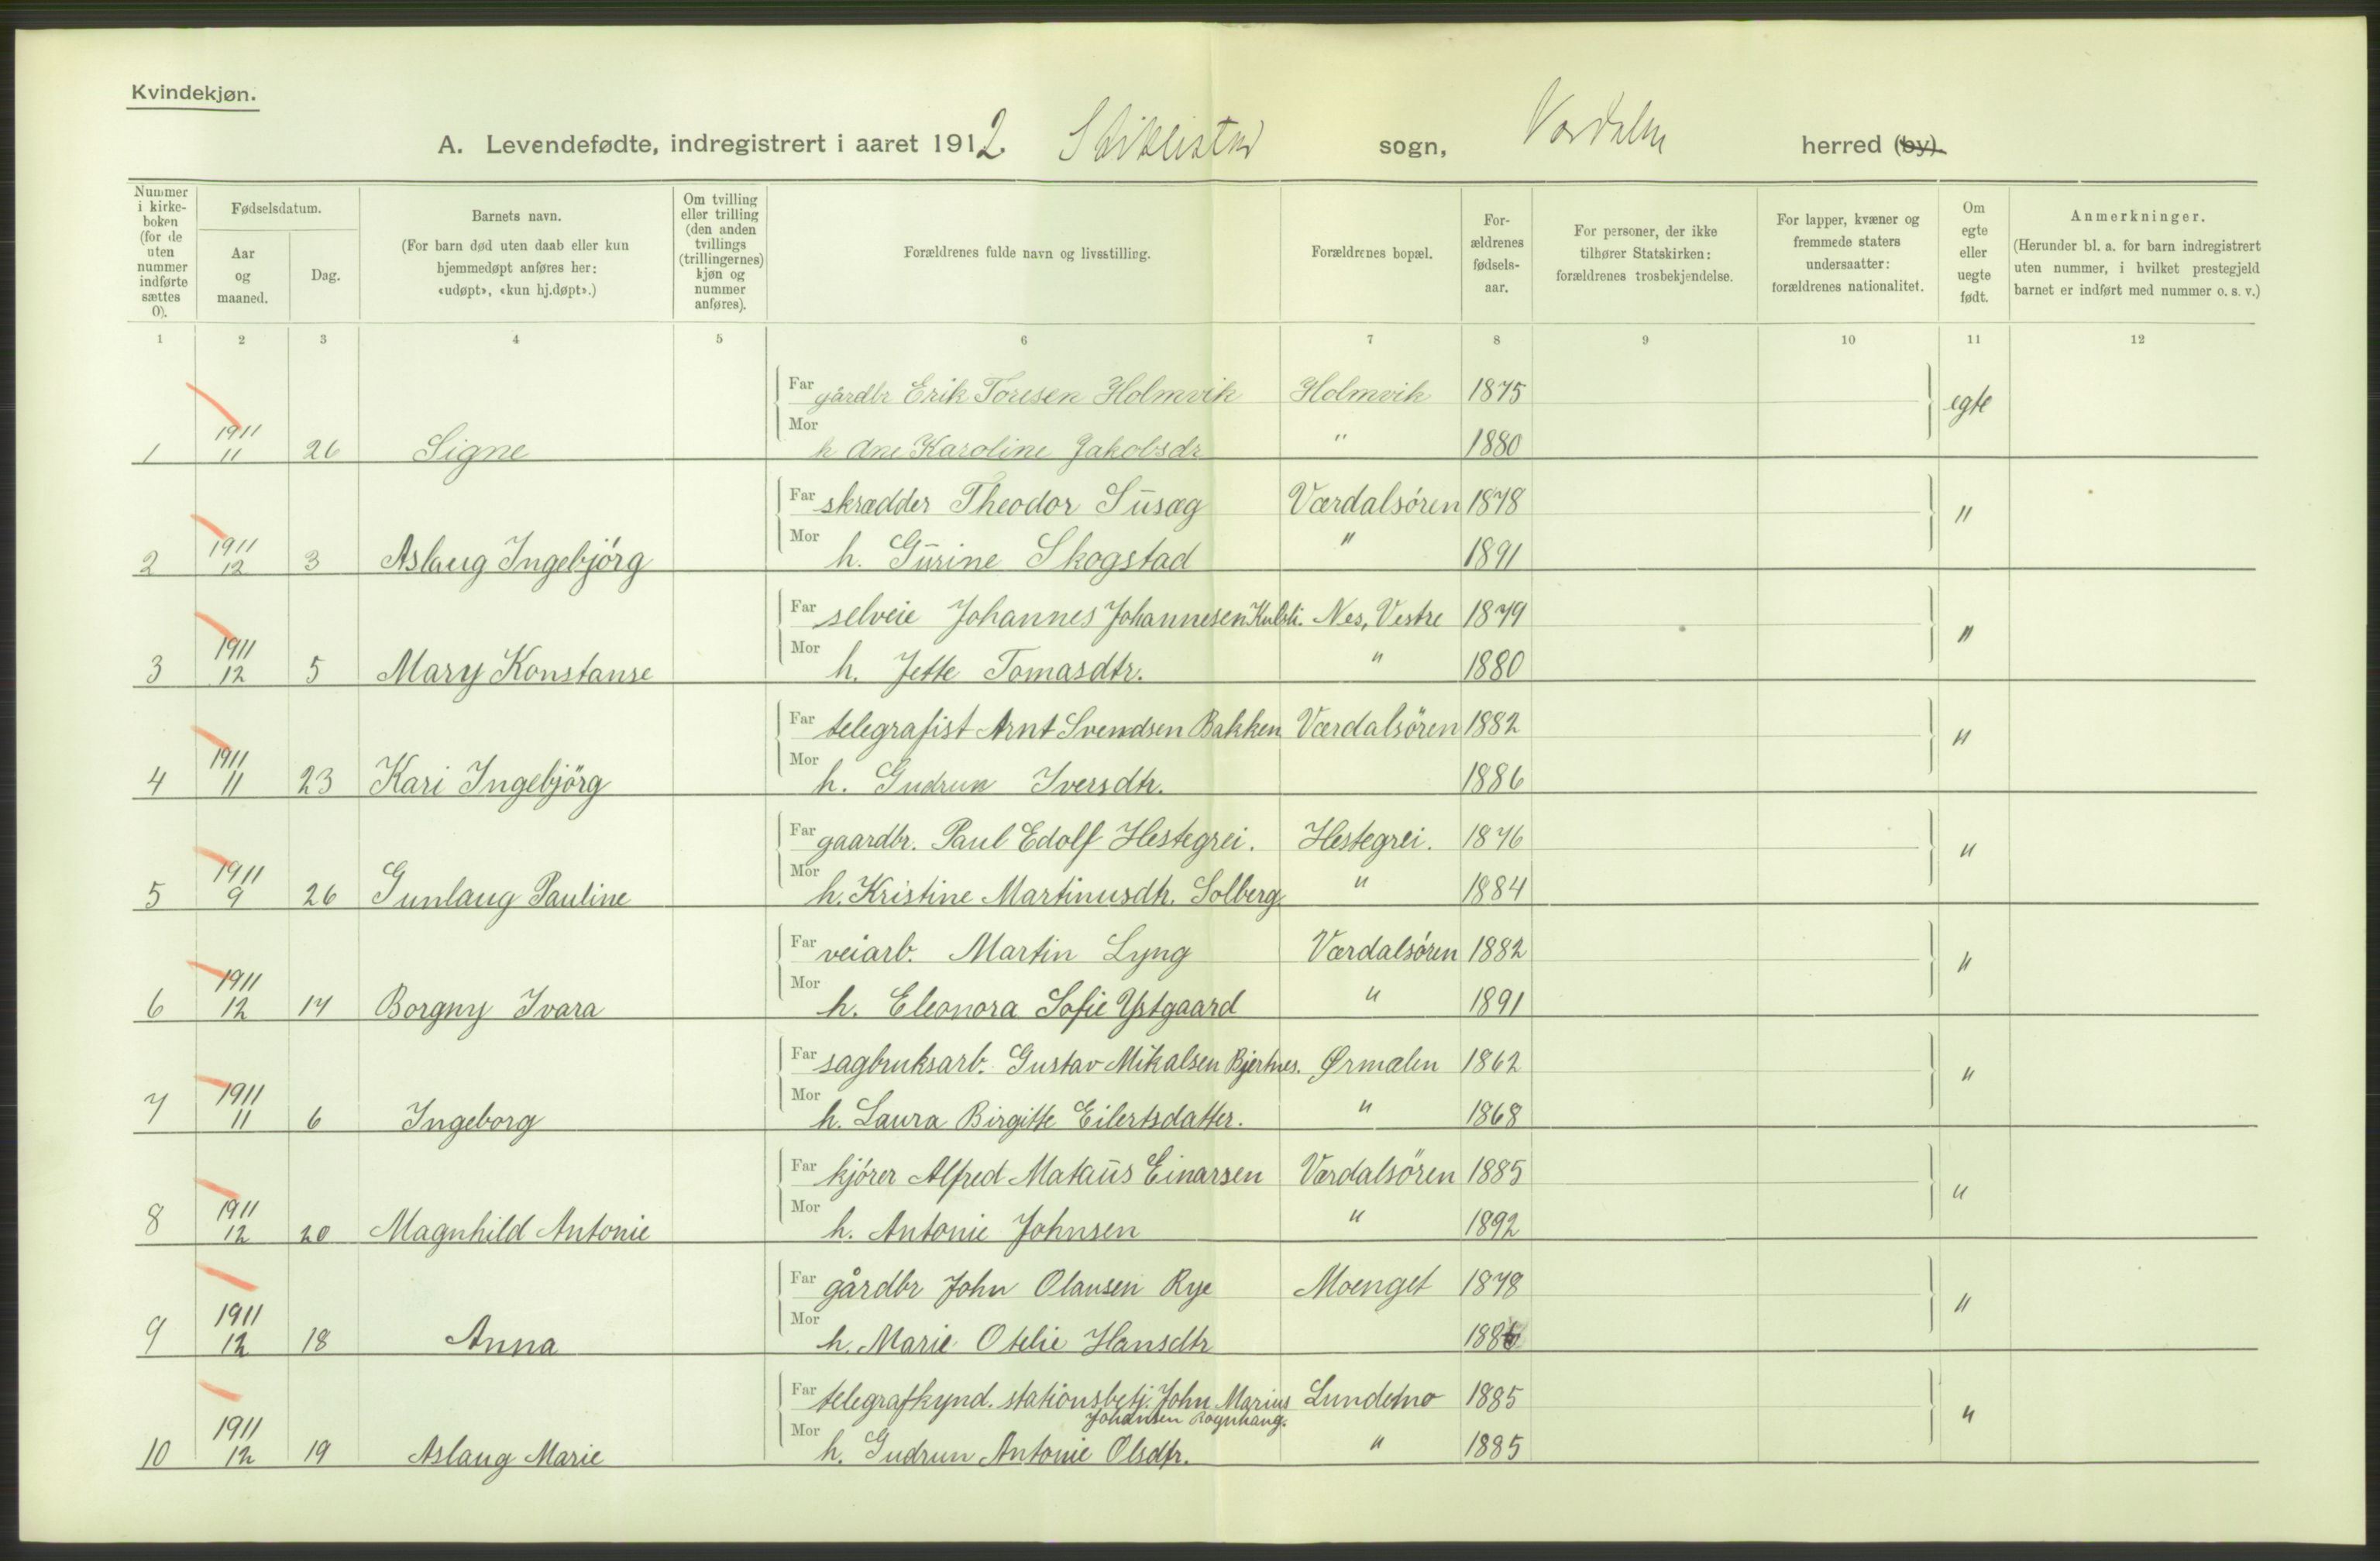 Kvindekjøn.
A. Levendefødte, indregistrert i aaret 1912. Stiklestad sogn, Værdalen herred (by).
Nummer i kirkeboken (for de uten nummer indførte sættes 0).
Fødselsdatum.
Aar og maaned.
Dag.
Barnets navn.
(For barn død uten daab eller kun hjemmedøpt anføres her: «udøpt», «kun hj.døpt».)
Om tvilling eller trilling (den anden tvillings (trillingernes) kjøn og nummer anføres).
Forældrenes fulde navn og livsstilling.
Forældrenes bopæl.
Forældrenes fødselsaar.
For personer, der ikke tilhører Statskirken: forældrenes trosbekjendelse.
For lapper, kvæner og fremmede staters undersaatter: forældrenes nationalitet.
Om egte eller uegte født.
Anmerkninger.
(Herunder bl. a. for barn indregistrert uten nummer, i hvilket prestegjeld barnet er indført med nummer o. s. v.)
1 2 3 4 5 6 7 8 9 10 11 12
Far gårdbr Erik Toresen Holmvik Holmvik 1875 egte
1 1911 11 26 Signe Mor h Ane Karoline Jakobsdr " 1880
Far skrædder Theodor Susæg Værdalsören 1878 "
2 1911 12 3 Aslaug Ingebjörg Mor h. Gurine Skogstad " 1891
Far selveie Johannes Johannesen Kulsli. Nes, Vestre 1879 "
3 1911 12 5 Mary Konstanse Mor h. Jette Tomasdtr. " 1880
Far telegrafist Arnt Svendsen Bakken Værdalsören 1882 "
4 1911 11 23 Kari Ingebjörg Mor h. Gudrun Iversdtr. 1886
Far gaardbr. Paul Edolf Hestegrei. Hestegrei. 1876 "
5 1911 9 26 Gunlaug Pauline Mor h. Kristine Martinusdtr. Solberg " 1884
Far veiarb. Martin Lyng Værdalsören 1882 "
6 1911 12 17 Borgny Ivara Mor h. Eleonora Sofie Ystgaard " 1891
Far sagbruksarb. Gustav Mikalsen Bjertnes. Ørmælen 1862 "
7 1911 11 6 Ingeborg Mor h. Laura Birgitte Eilertsdatter. " 1868
Far kjörer Alfred Mataus Einarsen Værdalsören 1885 "
8 1911 12 20 Magnhild Antonie Mor h. Antonie Johnsen " 1892
Far gårdbr John Olausen Rye Moenget 1878 "
9 1911 12 18 Anna Mor h. Marie Otelie Hansdtr 1886
Far telegrafkynd. stationsbetj. John Marius Lundemo 1885 "
Johansen Rognhaug.
10 1911 12 19 Aslaug Marie Mor h. Gudrun Antonie Olsdtr. " 1885